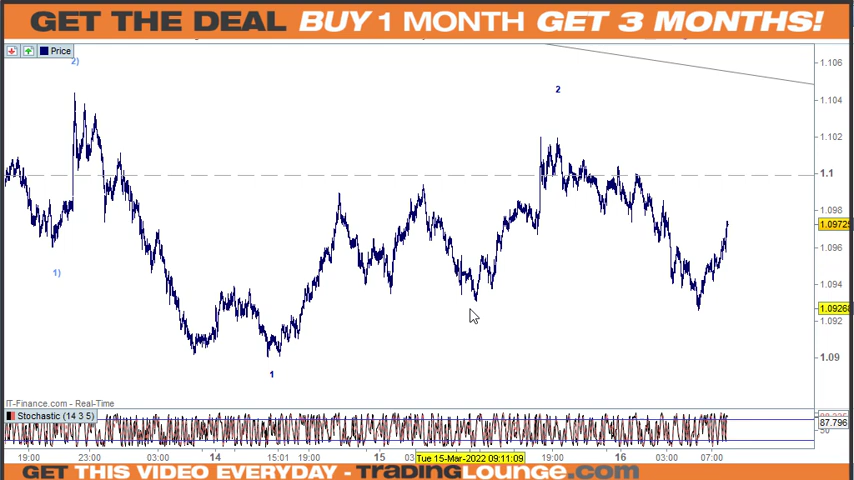 GET THE DEAL BUY 1 MONTH GET 3 MONTHS!
Price
2)
1.106
2
1.104
1.102
1.1
1.098
1.0972
1)
1.096
1.094
1.0926
1.092
1.09
1
IT-Finance.com - Real-Time
Stochastic (14 3 5)
87.796
19:00 23:00 03:00 14 15:01 19:00 15 Tue 15-Mar-2022 09:11:09 19:00 03:00 16 03:00 07:00
GET THIS VIDEO EVERYDAY - TradingLounge.com